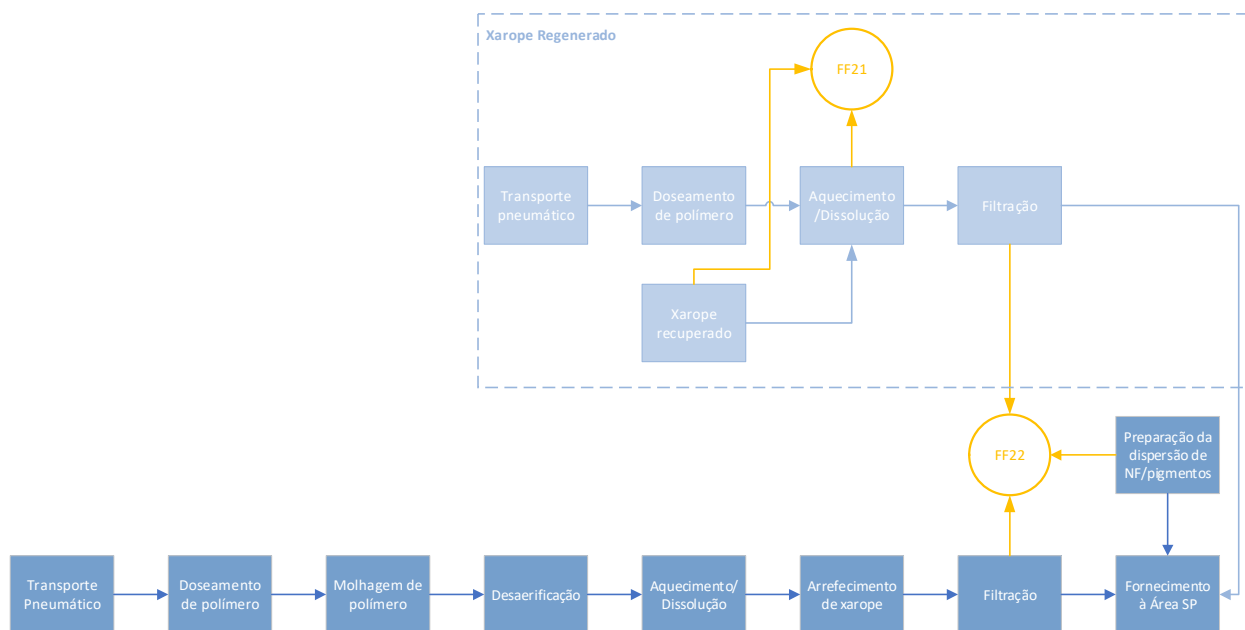 Xarope Regenerado
FF21
Transporte
pneumático
Doseamento
de polímero
Aquecimento
/Dissolução
Filtração
Xarope
recuperado
FF22
Preparação da
dispersão de
NF/pigmentos
Transporte
Pneumático
Doseamento
de polímero
Molhagem de
polímero
Desaerificação
Aquecimento/
Dissolução
Arrefecimento
de xarope
Filtração
Fornecimento
à Área SP